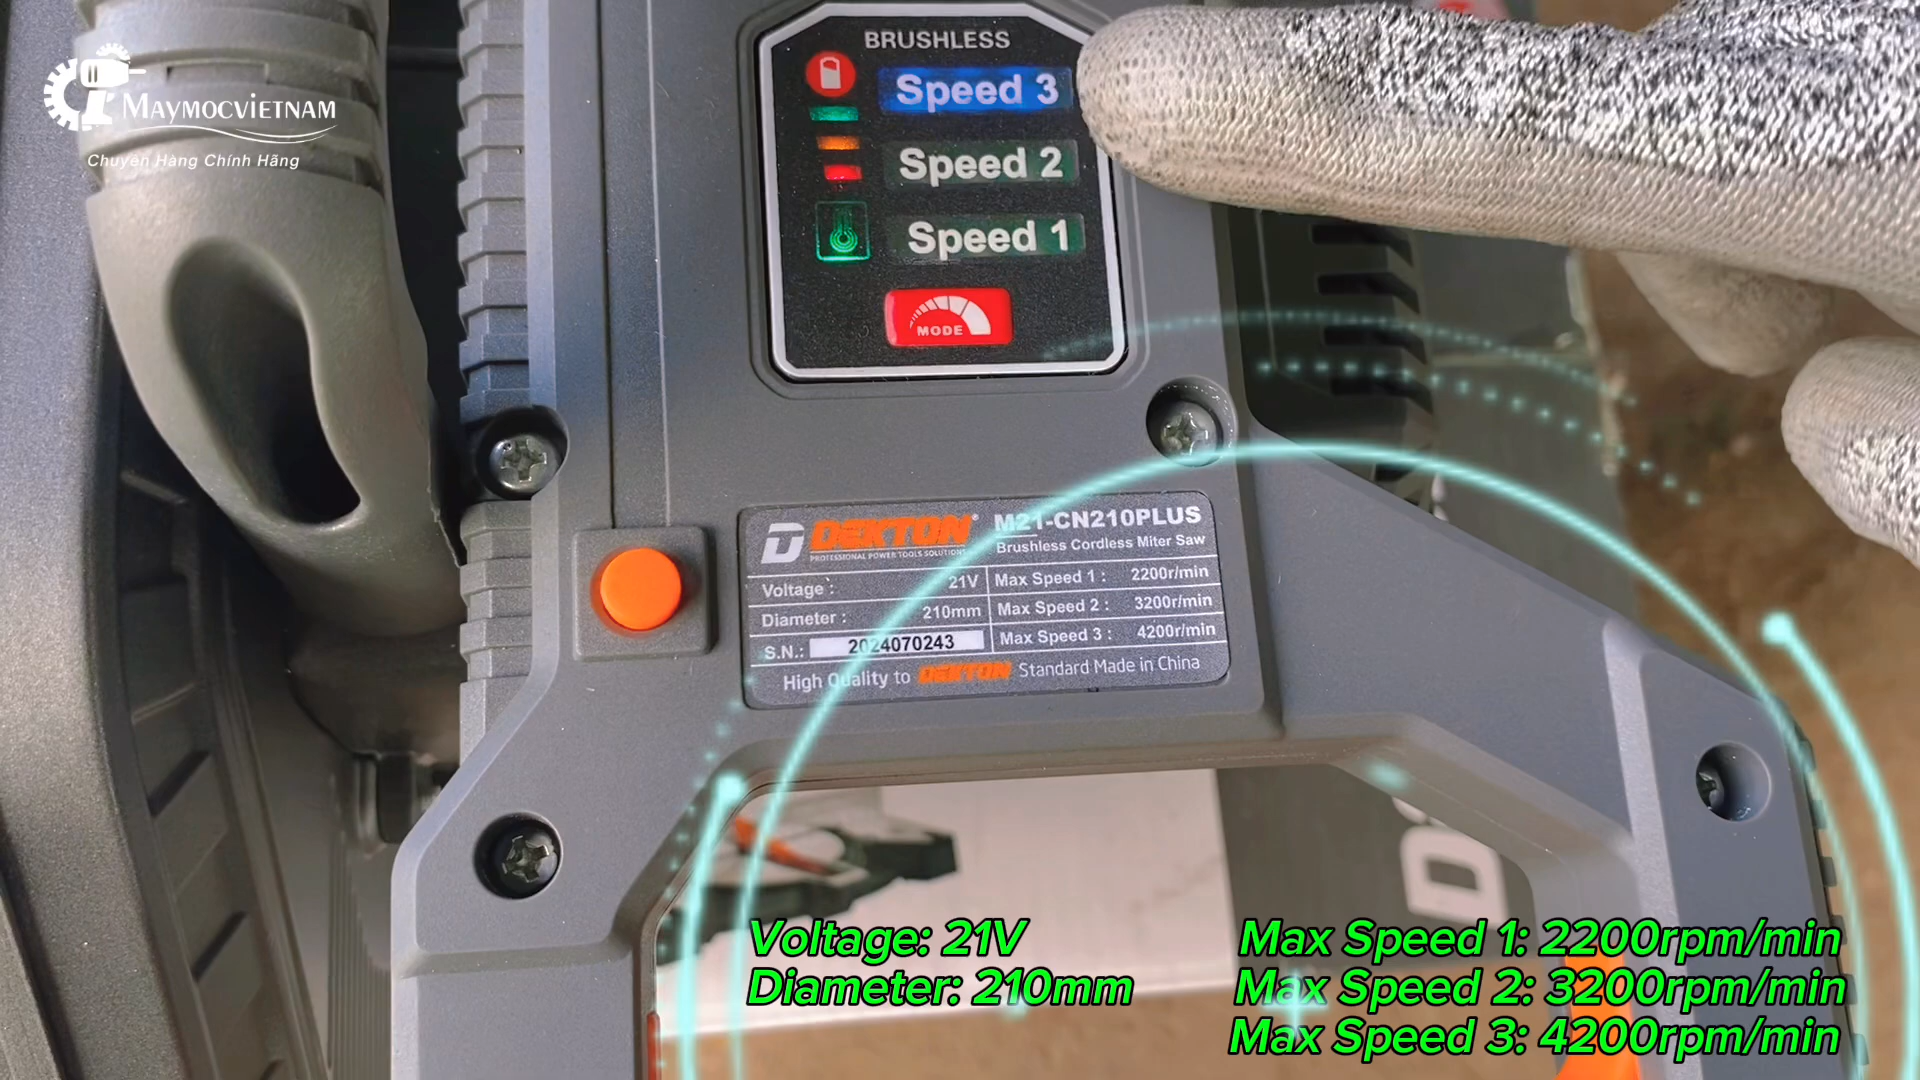 MAYMOCVIETNAM
Chuyên Hàng Chính Hãng
BRUSHLESS
Speed 3
Speed 2
Speed 1
MODE
DEKTON®
PROFESSIONAL POWER TOOLS SOLUTIONS
M21-CN210PLUS
Brushless Cordless Miter Saw
Voltage : 21V
Max Speed 1 : 2200r/min
Diameter : 210mm
Max Speed 2 : 3200r/min
S.N.: 2024070243
Max Speed 3 : 4200r/min
High Quality to DEKTON Standard Made in China
D
Voltage: 21V
Diameter: 210mm
Max Speed 1: 2200rpm/min
Max Speed 2: 3200rpm/min
Max Speed 3: 4200rpm/min